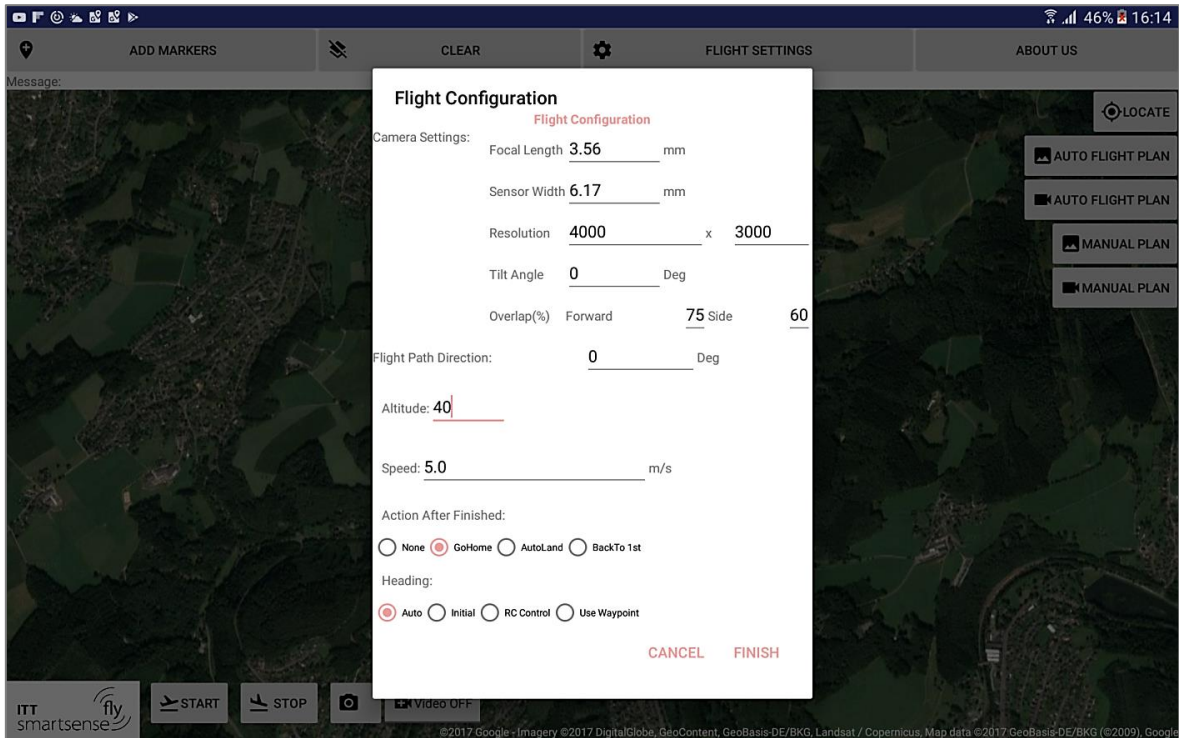 46% 16:14
ADD MARKERS CLEAR FLIGHT SETTINGS ABOUT US
Message:
Flight Configuration
Flight Configuration
Camera Settings:
Focal Length 3.56 mm
Sensor Width 6.17 mm
Resolution 4000 x 3000
Tilt Angle 0 Deg
Overlap(%) Forward 75 Side 60
Flight Path Direction: 0 Deg
Altitude: 40
Speed: 5.0 m/s
Action After Finished:
None GoHome AutoLand BackTo 1st
Heading:
Auto Initial RC Control Use Waypoint
CANCEL FINISH
LOCATE
AUTO FLIGHT PLAN
AUTO FLIGHT PLAN
MANUAL PLAN
MANUAL PLAN
ITT fly
smartsense
START STOP Video OFF
©2017 Google - Imagery ©2017 DigitalGlobe, GeoContent, GeoBasis-DE/BKG, Landsat / Copernicus, Map data ©2017 GeoBasis-DE/BKG (©2009), Google